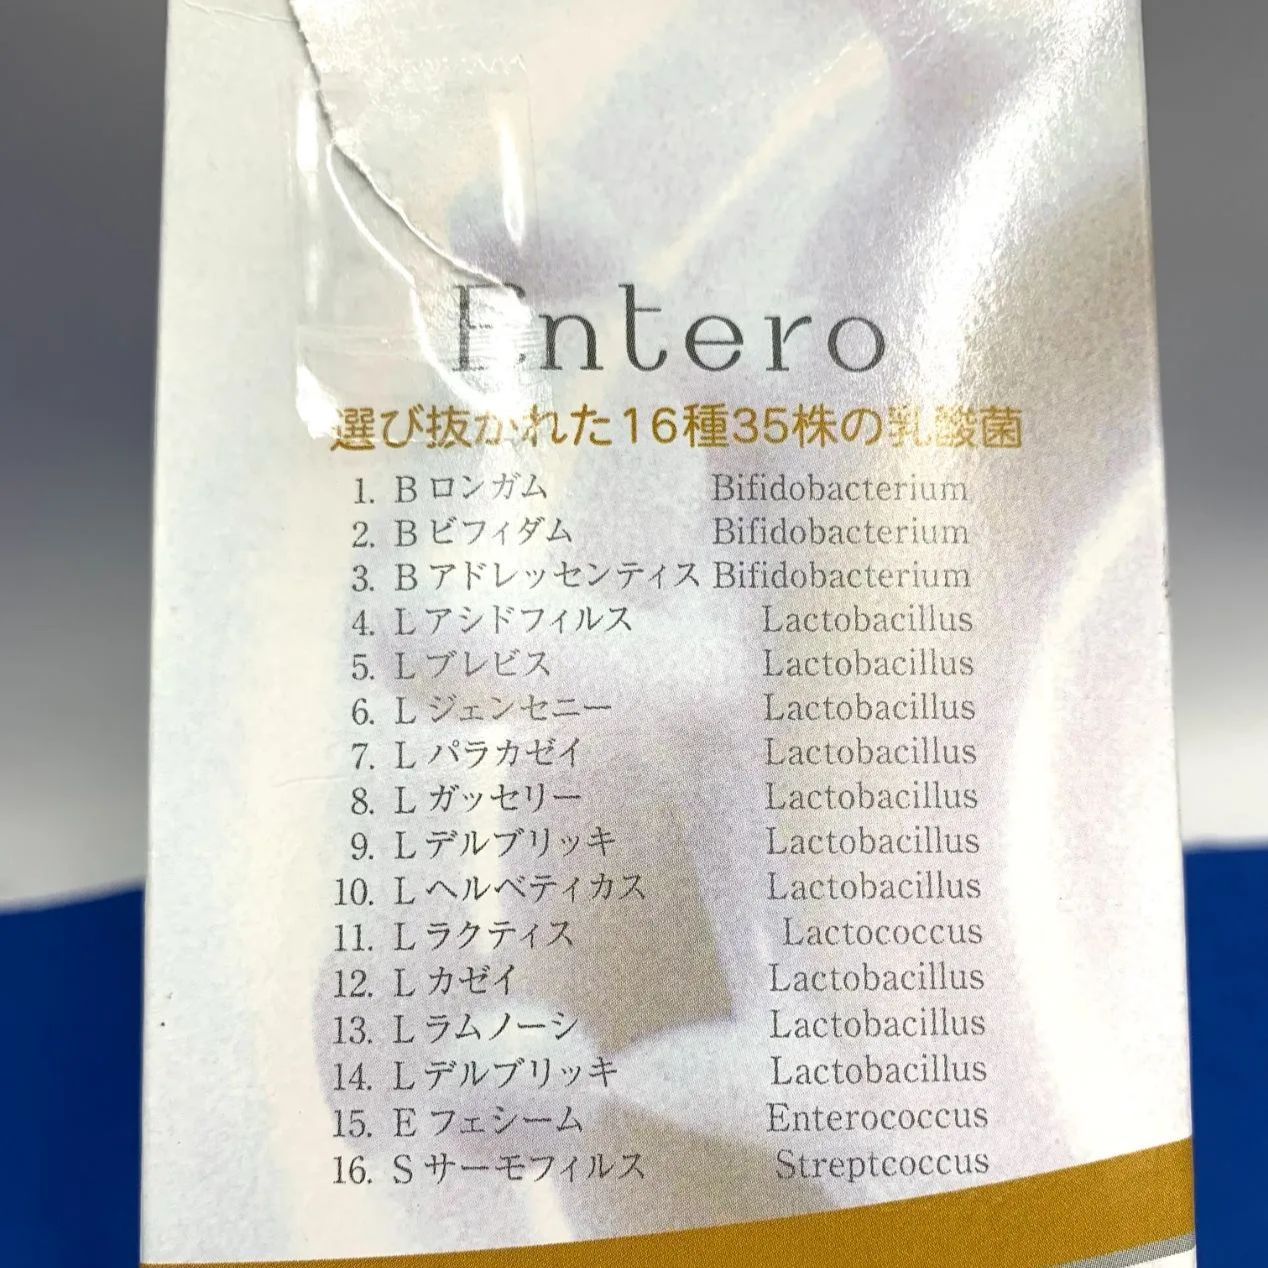 Entero
選び抜かれた16種35株の乳酸菌
1. B ロンガム Bifidobacterium
2. B ビフィダム Bifidobacterium
3. B アドレッセンティス Bifidobacterium
4. L アシドフィルス Lactobacillus
5. L ブレビス Lactobacillus
6. L ジェンセニー Lactobacillus
7. L パラカゼイ Lactobacillus
8. L ガッセリー Lactobacillus
9. L デルブリッキ Lactobacillus
10. L ヘルベティカス Lactobacillus
11. L ラクティス Lactococcus
12. L カゼイ Lactobacillus
13. L ラムノーシ Lactobacillus
14. L デルブリッキ Lactobacillus
15. E フェシーム Enterococcus
16. S サーモフィルス Streptcoccus